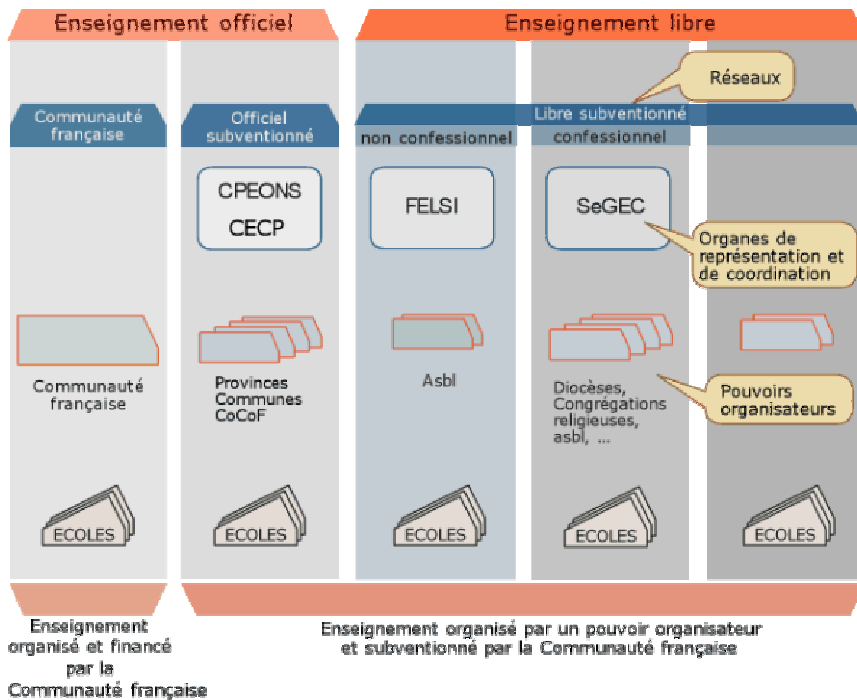 Enseignement officiel
Enseignement libre
Réseaux
Communauté
française
Officiel
subventionné
Libre subventionné
non confessionnel
confessionnel
CPEONS
CECP
FELSI
SeGEC
Organes de
représentation et
de coordination
Communauté
française
Provinces
Communes
CoCoF
Asbl
Diocèses,
Congrégations
religieuses,
asbl, ...
Pouvoirs
organisateurs
ECOLES
ECOLES
ECOLES
ECOLES
ECOLES
Enseignement
organisé et financé
par la
Communauté française
Enseignement organisé par un pouvoir organisateur
et subventionné par la Communauté française